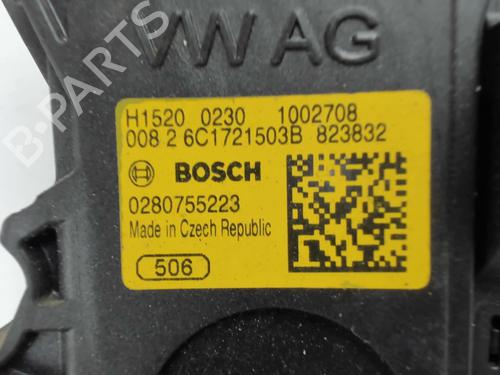 VW AG
H1520 0230 1002708
008 2 6C1721503B 823832
BOSCH
0280755223
Made in Czech Republic
506
B-PARTS